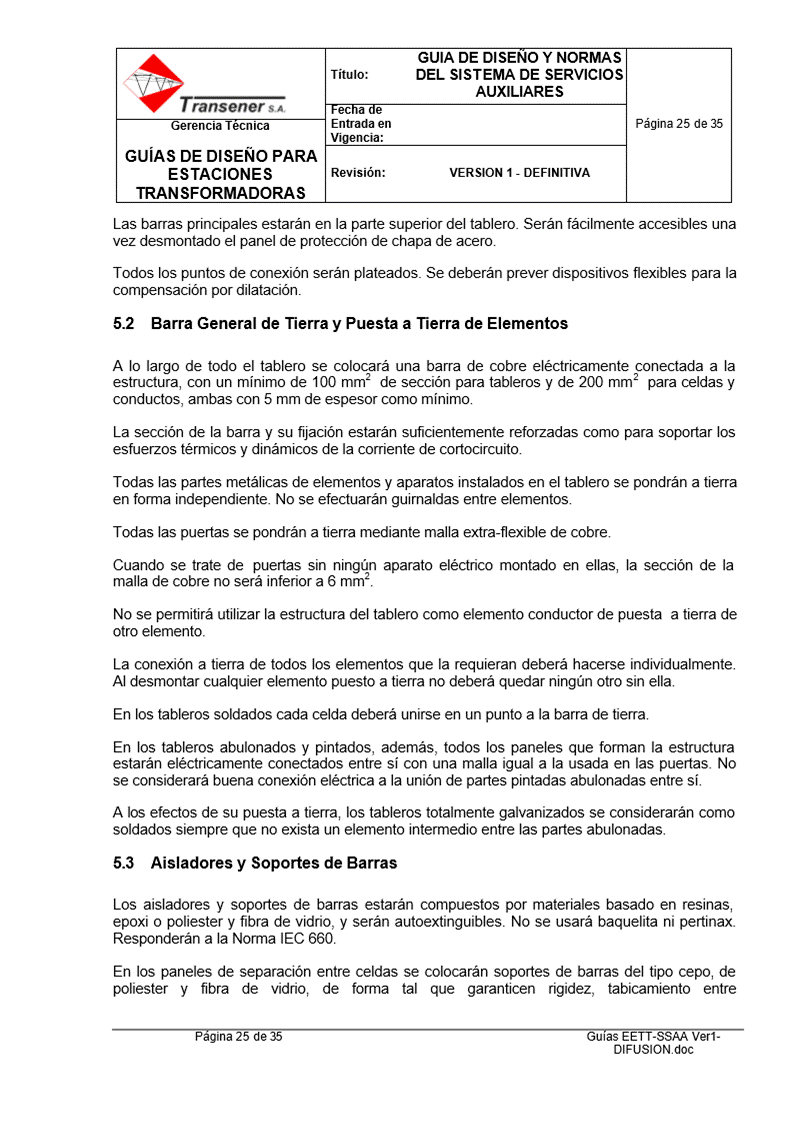 Transener S.A.
Gerencia Técnica
GUÍAS DE DISEÑO PARA
ESTACIONES
TRANSFORMADORAS
Título:
GUIA DE DISEÑO Y NORMAS
DEL SISTEMA DE SERVICIOS
AUXILIARES
Fecha de
Entrada en
Vigencia:
Revisión:
VERSION 1 - DEFINITIVA
Página 25 de 35
Las barras principales estarán en la parte superior del tablero. Serán fácilmente accesibles una
vez desmontado el panel de protección de chapa de acero.
Todos los puntos de conexión serán plateados. Se deberán prever dispositivos flexibles para la
compensación por dilatación.
5.2 Barra General de Tierra y Puesta a Tierra de Elementos
A lo largo de todo el tablero se colocará una barra de cobre eléctricamente conectada a la
estructura, con un mínimo de 100 mm² de sección para tableros y de 200 mm² para celdas y
conductos, ambas con 5 mm de espesor como mínimo.
La sección de la barra y su fijación estarán suficientemente reforzadas como para soportar los
esfuerzos térmicos y dinámicos de la corriente de cortocircuito.
Todas las partes metálicas de elementos y aparatos instalados en el tablero se pondrán a tierra
en forma independiente. No se efectuarán guirnaldas entre elementos.
Todas las puertas se pondrán a tierra mediante malla extra-flexible de cobre.
Cuando se trate de puertas sin ningún aparato eléctrico montado en ellas, la sección de la
malla de cobre no será inferior a 6 mm².
No se permitirá utilizar la estructura del tablero como elemento conductor de puesta a tierra de
otro elemento.
La conexión a tierra de todos los elementos que la requieran deberá hacerse individualmente.
Al desmontar cualquier elemento puesto a tierra no deberá quedar ningún otro sin ella.
En los tableros soldados cada celda deberá unirse en un punto a la barra de tierra.
En los tableros abulonados y pintados, además, todos los paneles que forman la estructura
estarán eléctricamente conectados entre sí con una malla igual a la usada en las puertas. No
se considerará buena conexión eléctrica a la unión de partes pintadas abulonadas entre sí.
A los efectos de su puesta a tierra, los tableros totalmente galvanizados se considerarán como
soldados siempre que no exista un elemento intermedio entre las partes abulonadas.
5.3 Aisladores y Soportes de Barras
Los aisladores y soportes de barras estarán compuestos por materiales basado en resinas,
epoxi o poliester y fibra de vidrio, y serán autoextinguibles. No se usará baquelita ni pertinax.
Responderán a la Norma IEC 660.
En los paneles de separación entre celdas se colocarán soportes de barras del tipo cepo, de
poliester y fibra de vidrio, de forma tal que garanticen rigidez, tabicamiento entre
Página 25 de 35
Guías EETT-SSAA Ver1-
DIFUSION.doc